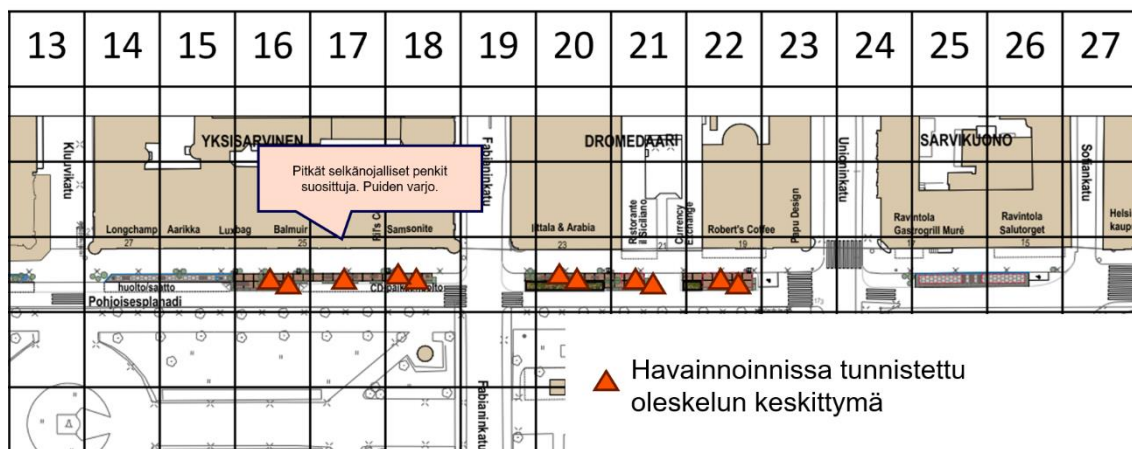 13 14 15 16 17 18 19 20 21 22 23 24 25 26 27
Kluuvikatu
YKSISARVINEN
Fabianinkatu
DROMEDAARI
Unioninkatu
SARVIKUONO
Sofiankatu
Pitkät selkänojalliset penkit
suosittuja. Puiden varjo.
Longchamp Aarikka Luxbag Balmuir Samsonite
27 25
Iittala & Arabia
23
Ristorante
il Siciliano
21
Currency
Exchange
Robert's Coffee
19
Papu Design
Ravintola
Gastrogrill Muré
17
Ravintola
Salutorget
15
Helsi
kaup
huolto/saatto
Pohjoisesplanadi
Fabianinkatu
Havainnoinnissa tunnistettu
oleskelun keskittymä